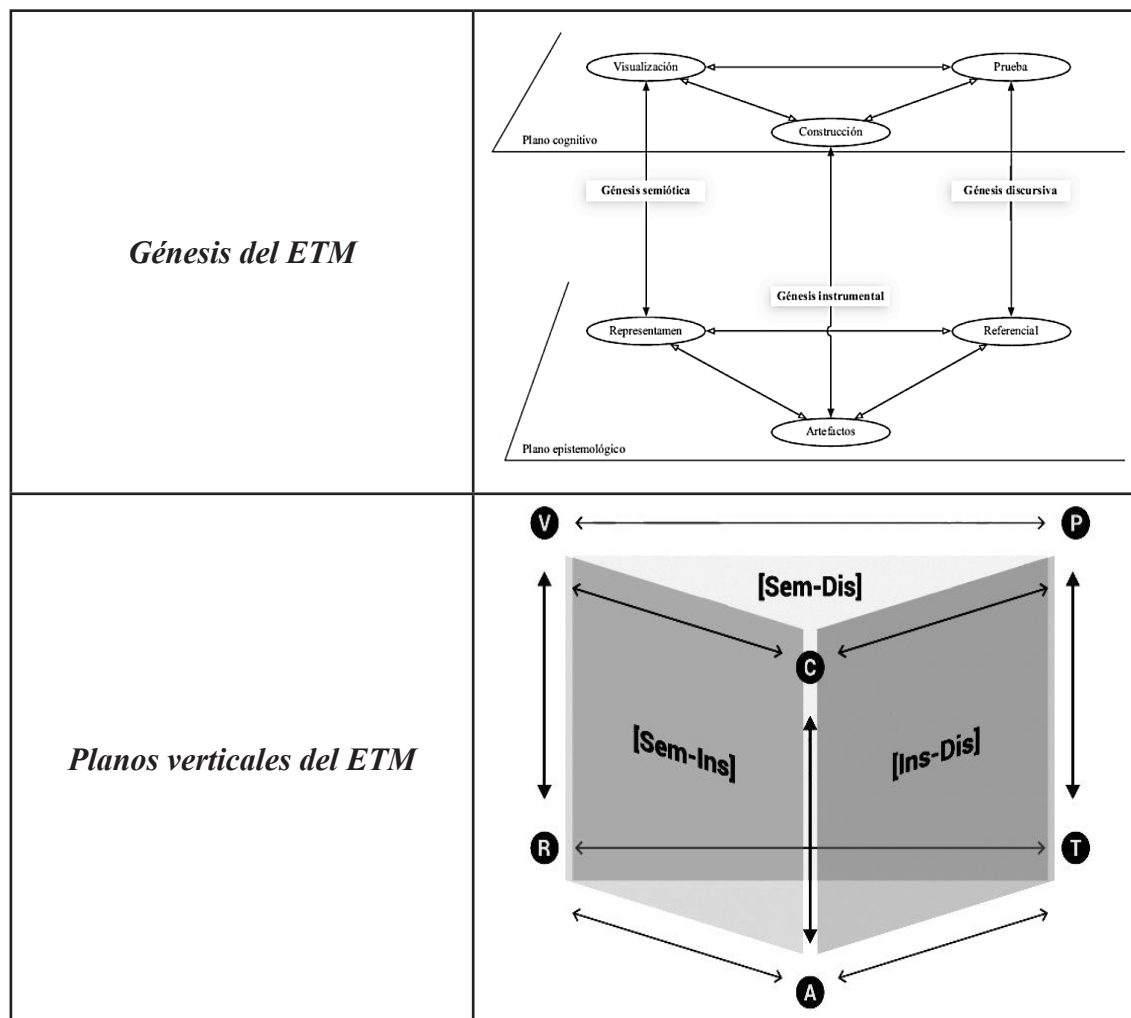 Génesis del ETM
Visualización
Prueba
Construcción
Plano cognitivo
Génesis semiótica
Génesis discursiva
Génesis instrumental
Representamen
Referencial
Artefactos
Plano epistemológico
Planos verticales del ETM
V
P
[Sem-Dis]
C
[Sem-Ins]
[Ins-Dis]
R
T
A